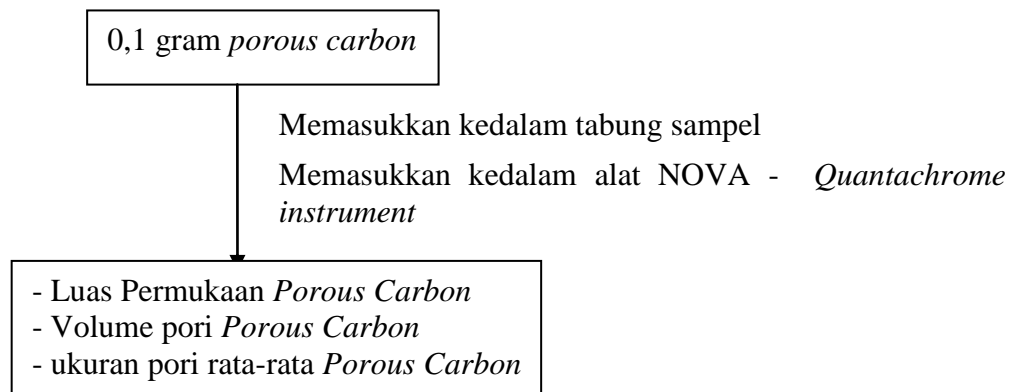 0,1 gram porous carbon
Memasukkan kedalam tabung sampel
Memasukkan kedalam alat NOVA - Quantachrome
instrument
- Luas Permukaan Porous Carbon
- Volume pori Porous Carbon
- ukuran pori rata-rata Porous Carbon